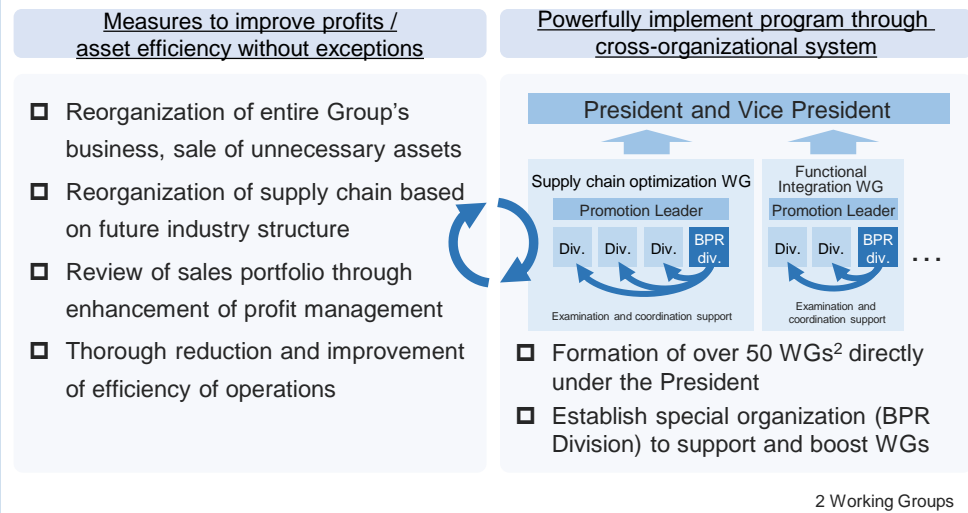 Measures to improve profits /
asset efficiency without exceptions
Reorganization of entire Group's
business, sale of unnecessary assets
Reorganization of supply chain based
on future industry structure
Review of sales portfolio through
enhancement of profit management
Thorough reduction and improvement
of efficiency of operations
Powerfully implement program through
cross-organizational system
President and Vice President
Supply chain optimization WG
Promotion Leader
Div. Div. Div. BPR
div.
Examination and coordination support
Functional
Integration WG
Promotion Leader
Div. Div. BPR
div.
Examination and
coordination support
...
Formation of over 50 WGs² directly
under the President
Establish special organization (BPR
Division) to support and boost WGs
2 Working Groups